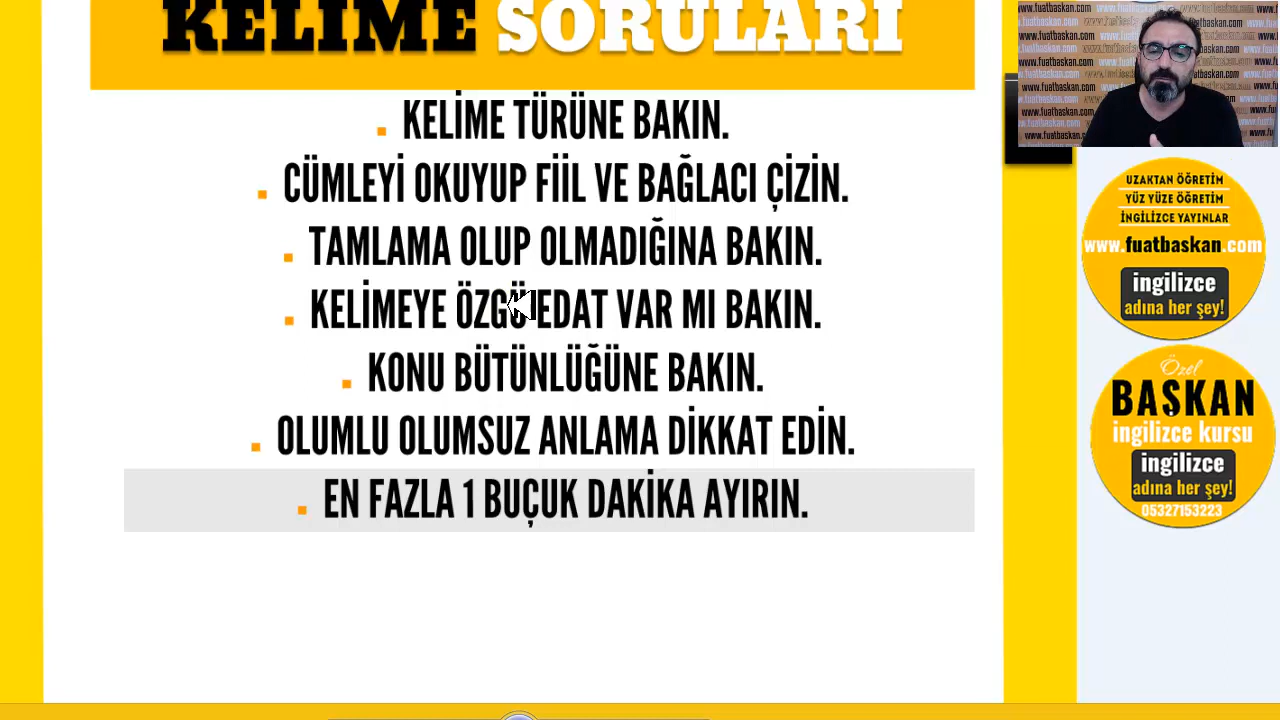 KELİME SORULARI
KELİME TÜRÜNE BAKIN.
CÜMLEYİ OKUYUP FİİL VE BAĞLACI ÇİZİN.
TAMLAMA OLUP OLMADIĞINA BAKIN.
KELİMEYE ÖZGÜ EDAT VAR MI BAKIN.
KONU BÜTÜNLÜĞÜNE BAKIN.
OLUMLU OLUMSUZ ANLAMA DİKKAT EDİN.
EN FAZLA 1 BUÇUK DAKİKA AYIRIN.
www.fuatbaskan.com
UZAKTAN ÖĞRETİM
YÜZ YÜZE ÖĞRETİM
İNGİLİZCE YAYINLAR
www.fuatbaskan.com
ingilizce
adına her şey!
Özel
BAŞKAN
ingilizce kursu
ingilizce
adına her şey!
05327153223